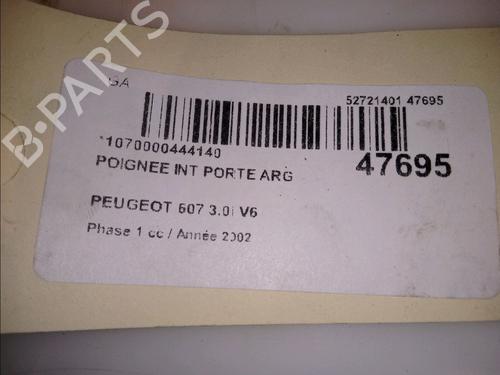 B-PARTS
52721401 47695
*1070000444140
47695
POIGNEE INT PORTE ARG
PEUGEOT 607 3.0i V6
Phase 1 cc / Année 2002